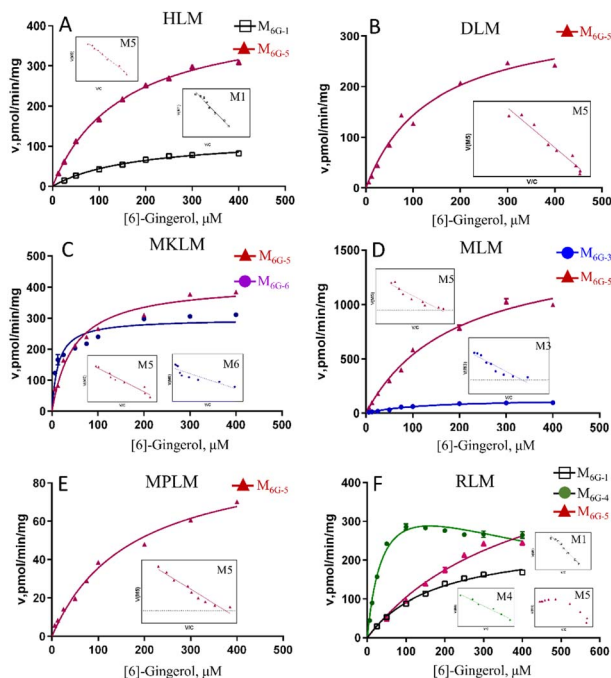 A
HLM
M6G-1
M6G-5
M5
V/C
M1
400
300
200
100
0
v,pmol/min/mg
0 100 200 300 400 500
[6]-Gingerol, μM
B
DLM
M6G-5
M5
V(M5)
V/C
400
300
200
100
0
v,pmol/min/mg
0 100 200 300 400 500
[6]-Gingerol, μM
C
MKLM
M6G-5
M6G-6
M5
V/C
M6
V/C
500
400
300
200
100
0
v,pmol/min/mg
0 100 200 300 400 500
[6]-Gingerol, μM
D
MLM
M6G-3
M6G-5
M5
V(M5)
V/C
M3
V/C
1500
1000
500
0
v,pmol/min/mg
0 100 200 300 400 500
[6]-Gingerol, μM
E
MPLM
M6G-5
M5
V(M5)
V/C
80
60
40
20
0
v,pmol/min/mg
0 100 200 300 400 500
[6]-Gingerol, μM
F
RLM
M6G-1
M6G-4
M6G-5
M1
M4
M5
400
300
200
100
0
v,pmol/min/mg
0 100 200 300 400 500 600
[6]-Gingerol, μM